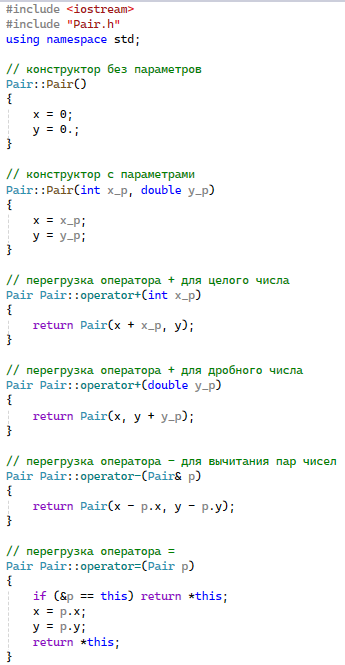 #include <iostream>
#include "Pair.h"
using namespace std;

// конструктор без параметров
Pair::Pair()
{
    x = 0;
    y = 0.;
}

// конструктор с параметрами
Pair::Pair(int x_p, double y_p)
{
    x = x_p;
    y = y_p;
}

// перегрузка оператора + для целого числа
Pair Pair::operator+(int x_p)
{
    return Pair(x + x_p, y);
}

// перегрузка оператора + для дробного числа
Pair Pair::operator+(double y_p)
{
    return Pair(x, y + y_p);
}

// перегрузка оператора - для вычитания пар чисел
Pair Pair::operator-(Pair& p)
{
    return Pair(x - p.x, y - p.y);
}

// перегрузка оператора =
Pair Pair::operator=(Pair p)
{
    if (&p == this) return *this;
    x = p.x;
    y = p.y;
    return *this;
}